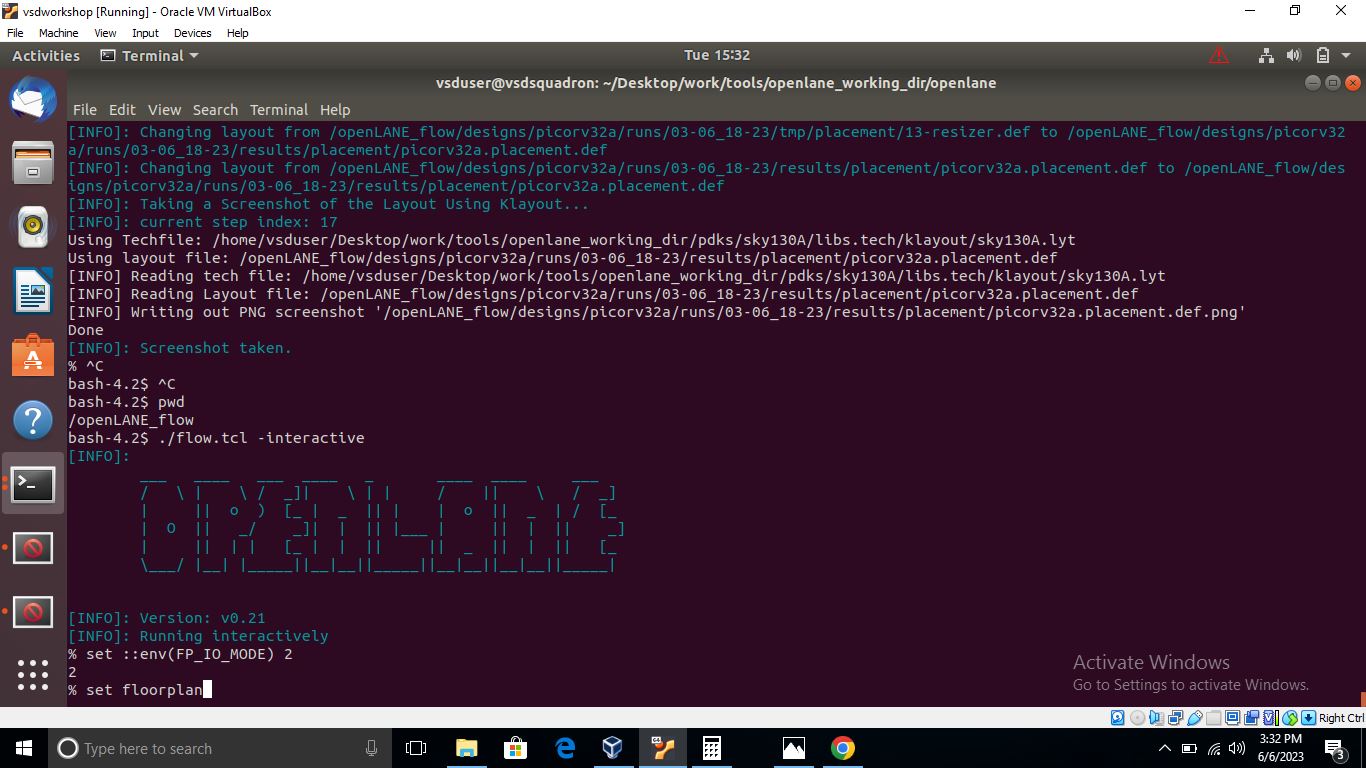 vsdworkshop [Running] - Oracle VM VirtualBox
File Machine View Input Devices Help
Activities Terminal Tue 15:32
vsduser@vsdsquadron: ~/Desktop/work/tools/openlane_working_dir/openlane
File Edit View Search Terminal Help
[INFO]: Changing layout from /openLANE_flow/designs/picorv32a/runs/03-06_18-23/tmp/placement/13-resizer.def to /openLANE_flow/designs/picorv32
a/runs/03-06_18-23/results/placement/picorv32a.placement.def
[INFO]: Changing layout from /openLANE_flow/designs/picorv32a/runs/03-06_18-23/results/placement/picorv32a.placement.def to /openLANE_flow/des
igns/picorv32a/runs/03-06_18-23/results/placement/picorv32a.placement.def
[INFO]: Taking a Screenshot of the Layout Using Klayout...
[INFO]: current step index: 17
Using Techfile: /home/vsduser/Desktop/work/tools/openlane_working_dir/pdks/sky130A/libs.tech/klayout/sky130A.lyt
Using layout file: /openLANE_flow/designs/picorv32a/runs/03-06_18-23/results/placement/picorv32a.placement.def
[INFO] Reading tech file: /home/vsduser/Desktop/work/tools/openlane_working_dir/pdks/sky130A/libs.tech/klayout/sky130A.lyt
[INFO] Reading Layout file: /openLANE_flow/designs/picorv32a/runs/03-06_18-23/results/placement/picorv32a.placement.def
[INFO] Writing out PNG screenshot '/openLANE_flow/designs/picorv32a/runs/03-06_18-23/results/placement/picorv32a.placement.def.png'
Done
[INFO]: Screenshot taken.
% ^C
bash-4.2$ ^C
bash-4.2$ pwd
/openLANE_flow
bash-4.2$ ./flow.tcl -interactive
[INFO]:
OPENLANE
[INFO]: Version: v0.21
[INFO]: Running interactively
% set ::env(FP_IO_MODE) 2
2
% set floorplan
Activate Windows
Go to Settings to activate Windows.
Right Ctrl
Type here to search
3:32 PM
6/6/2023
3